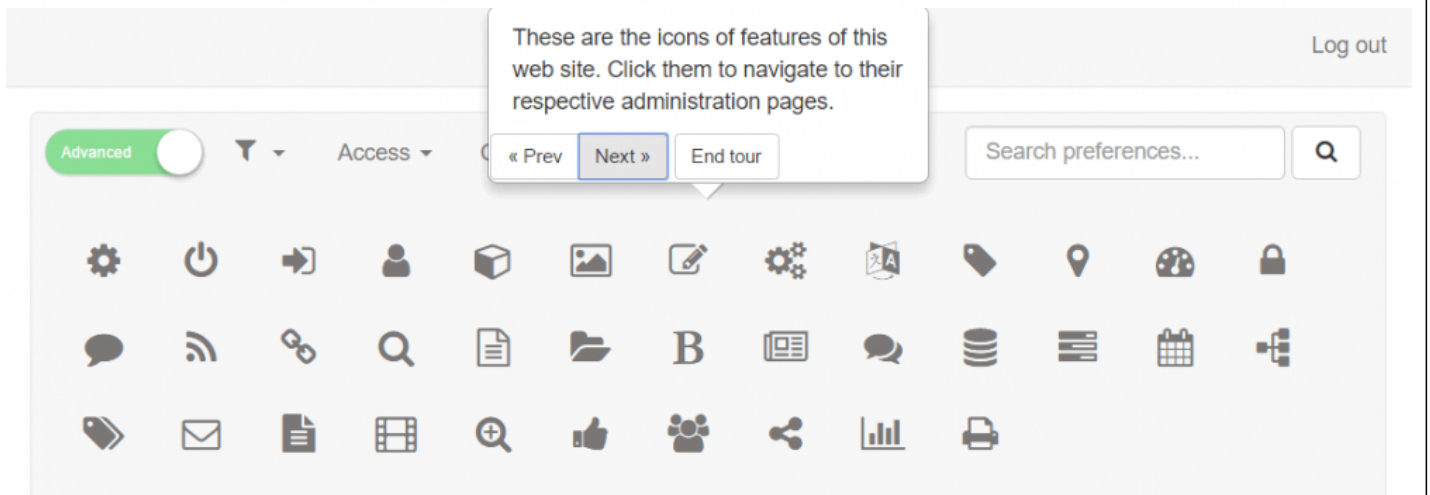 These are the icons of features of this
web site. Click them to navigate to their
respective administration pages.
Log out
Advanced
Access
« Prev
Next »
End tour
Search preferences...